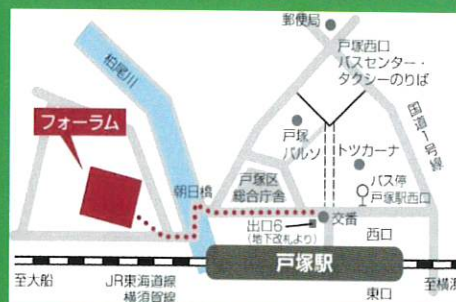 郵便局
戸塚西口
バスセンター・
タクシーのりば
柏尾川
国道1号線
フォーラム
戸塚
パルソ
トツカーナ
朝日橋
戸塚区
総合庁舎
バス停
戸塚駅西口
交番
出口6
(地下改札より)
西口
戸塚駅
至大船
JR東海道線
横須賀線
東口
至横浜